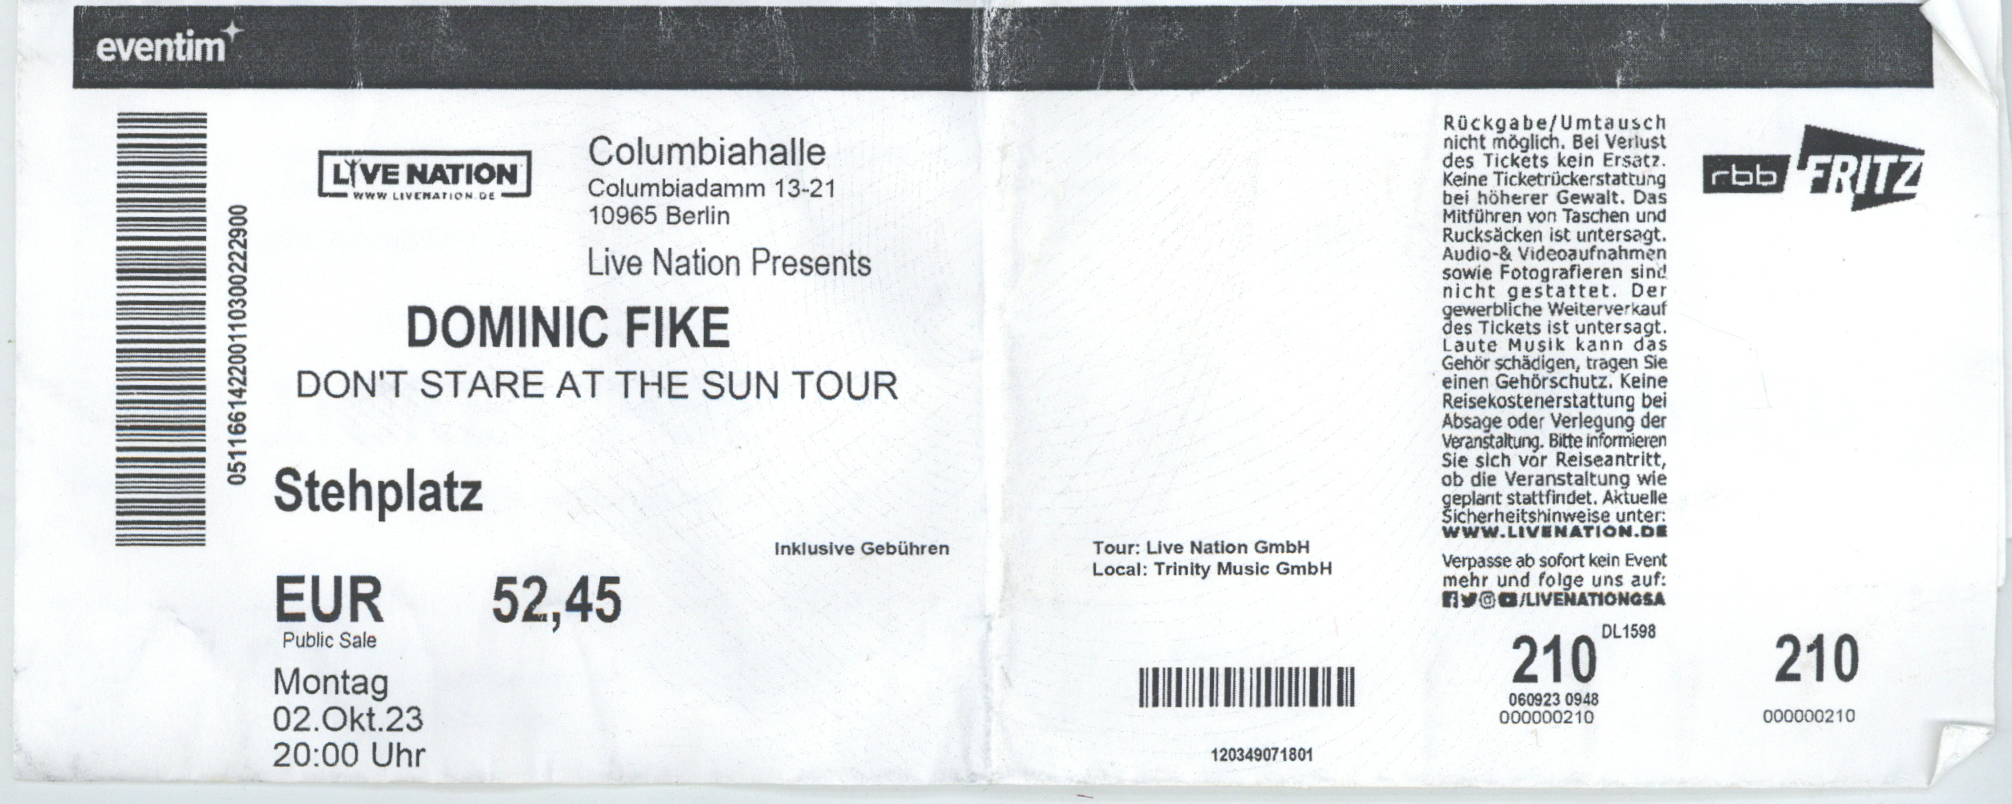 eventim
051166142200110300222900
LIVE NATION
WWW.LIVENATION.DE
Columbiahalle
Columbiadamm 13-21
10965 Berlin
Live Nation Presents
DOMINIC FIKE
DON'T STARE AT THE SUN TOUR
Stehplatz
Inklusive Gebühren
EUR 52,45
Public Sale
Montag
02.Okt.23
20:00 Uhr
Tour: Live Nation GmbH
Local: Trinity Music GmbH
120349071801
Rückgabe/Umtausch
nicht möglich. Bei Verlust
des Tickets kein Ersatz.
Keine Ticketrückerstattung
bei höherer Gewalt. Das
Mitführen von Taschen und
Rucksäcken ist untersagt.
Audio-& Videoaufnahmen
sowie Fotografieren sind
nicht gestattet. Der
gewerbliche Weiterverkauf
des Tickets ist untersagt.
Laute Musik kann das
Gehör schädigen, tragen Sie
einen Gehörschutz. Keine
Reisekostenerstattung bei
Absage oder Verlegung der
Veranstaltung. Bitte informieren
Sie sich vor Reiseantritt,
ob die Veranstaltung wie
geplant stattfindet. Aktuelle
Sicherheitshinweise unter:
WWW.LIVENATION.DE
Verpasse ab sofort kein Event
mehr und folge uns auf:
/LIVENATIONGSA
210 DL1598
060923 0948
000000210
rbb FRITZ
210
000000210